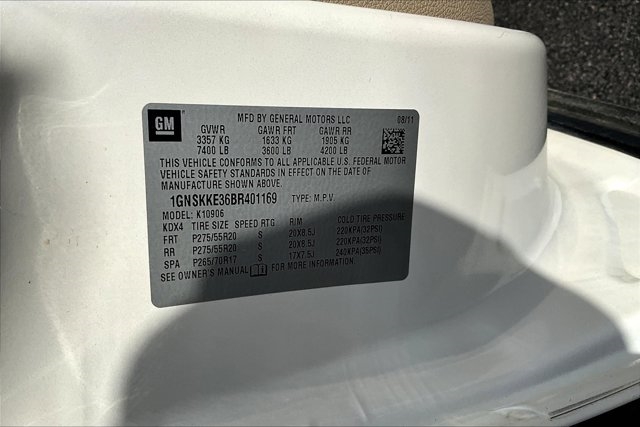 GM MFD BY GENERAL MOTORS LLC 08/11
GVWR GAWR FRT GAWR RR
3357 KG 1633 KG 1905 KG
7400 LB 3600 LB 4200 LB
THIS VEHICLE CONFORMS TO ALL APPLICABLE U.S. FEDERAL MOTOR
VEHICLE SAFETY STANDARDS IN EFFECT ON THE DATE OF
MANUFACTURE SHOWN ABOVE.
1GNSKKE36BR401169 TYPE: M.P.V.
MODEL: K10906
KDX4 TIRE SIZE SPEED RTG RIM COLD TIRE PRESSURE
FRT P275/55R20 S 20X8.5J 220KPA(32PSI)
RR P275/55R20 S 20X8.5J 220KPA(32PSI)
SPA P265/70R17 S 17X7.5J 240KPA(35PSI)
SEE OWNER'S MANUAL FOR MORE INFORMATION.